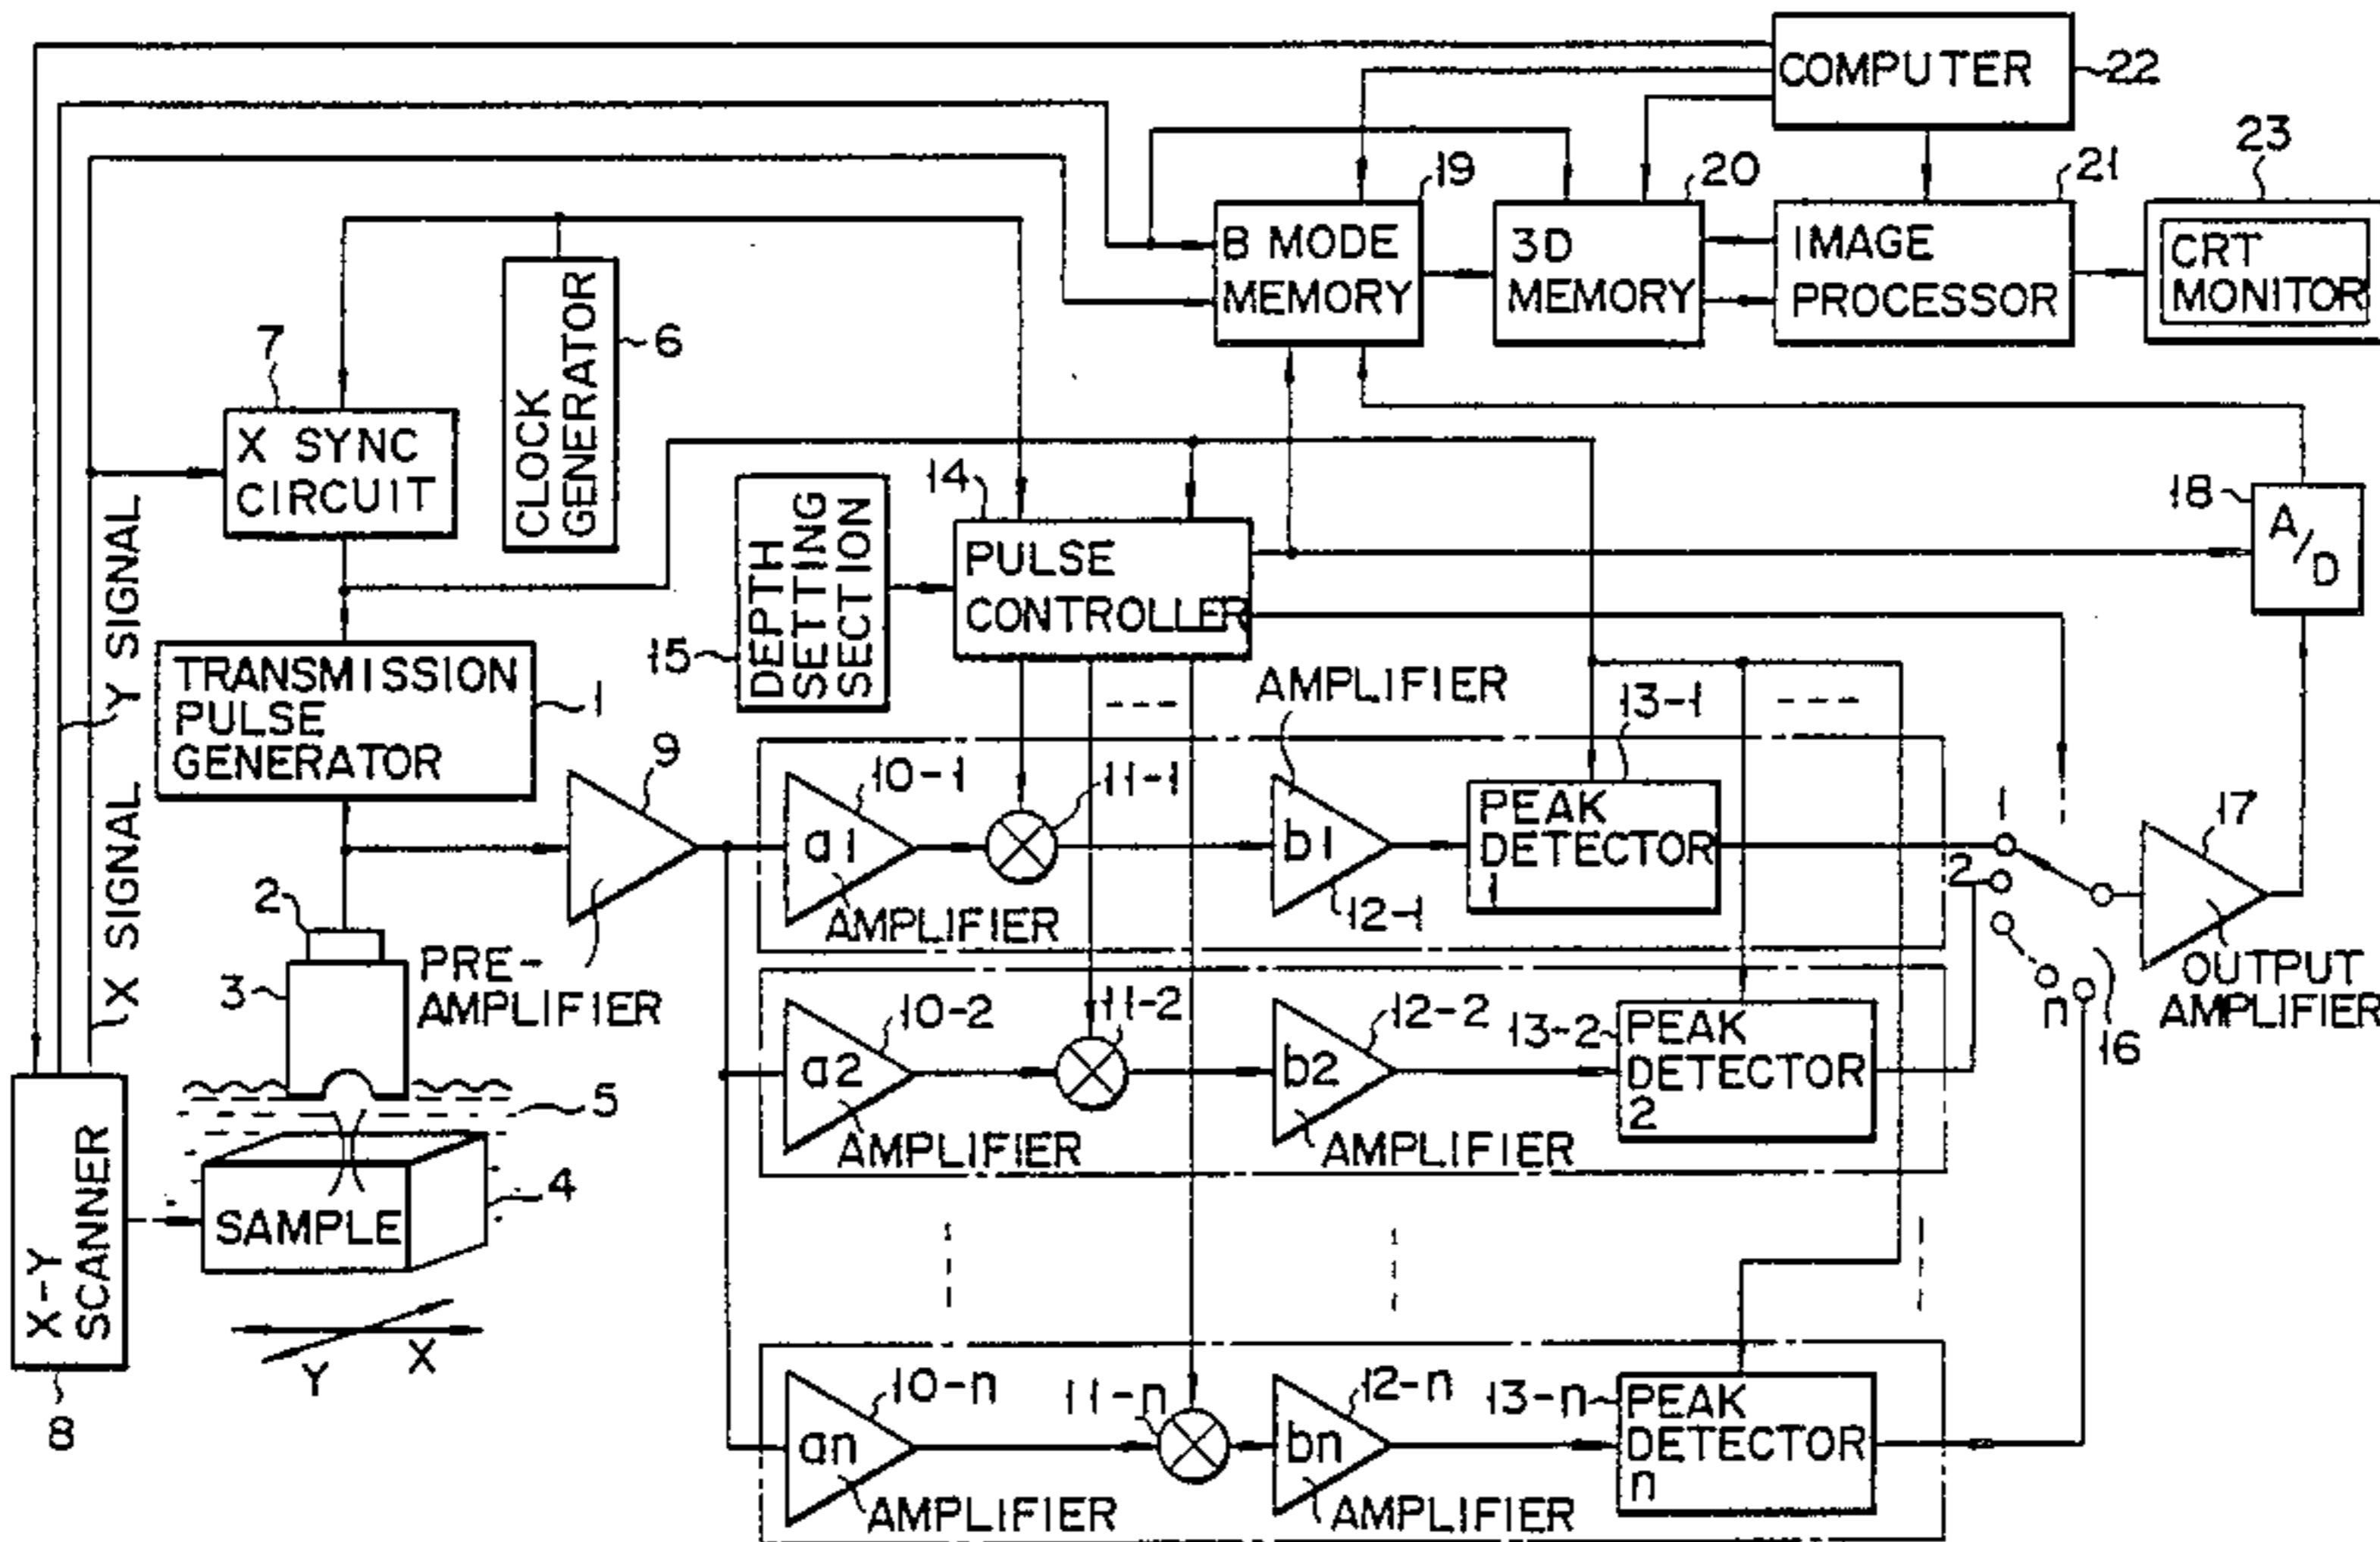 COMPUTER
22
23
19
20
21
B MODE
MEMORY
3D
MEMORY
IMAGE
PROCESSOR
CRT
MONITOR
7
X SYNC
CIRCUIT
CLOCK
GENERATOR
6
14
PULSE
CONTROLLER
DEPTH
SETTING
SECTION
15
18
A/D
Y SIGNAL
X SIGNAL
TRANSMISSION
PULSE
GENERATOR
1
9
PRE-
AMPLIFIER
2
3
5
4
SAMPLE
X-Y
SCANNER
8
Y
X
10-1
a1
AMPLIFIER
11-1
AMPLIFIER
b1
12-1
13-1
PEAK
DETECTOR
1
1
2
n
16
17
OUTPUT
AMPLIFIER
10-2
a2
AMPLIFIER
11-2
12-2
b2
AMPLIFIER
13-2
PEAK
DETECTOR
2
10-n
an
AMPLIFIER
11-n
12-n
bn
AMPLIFIER
13-n
PEAK
DETECTOR
n